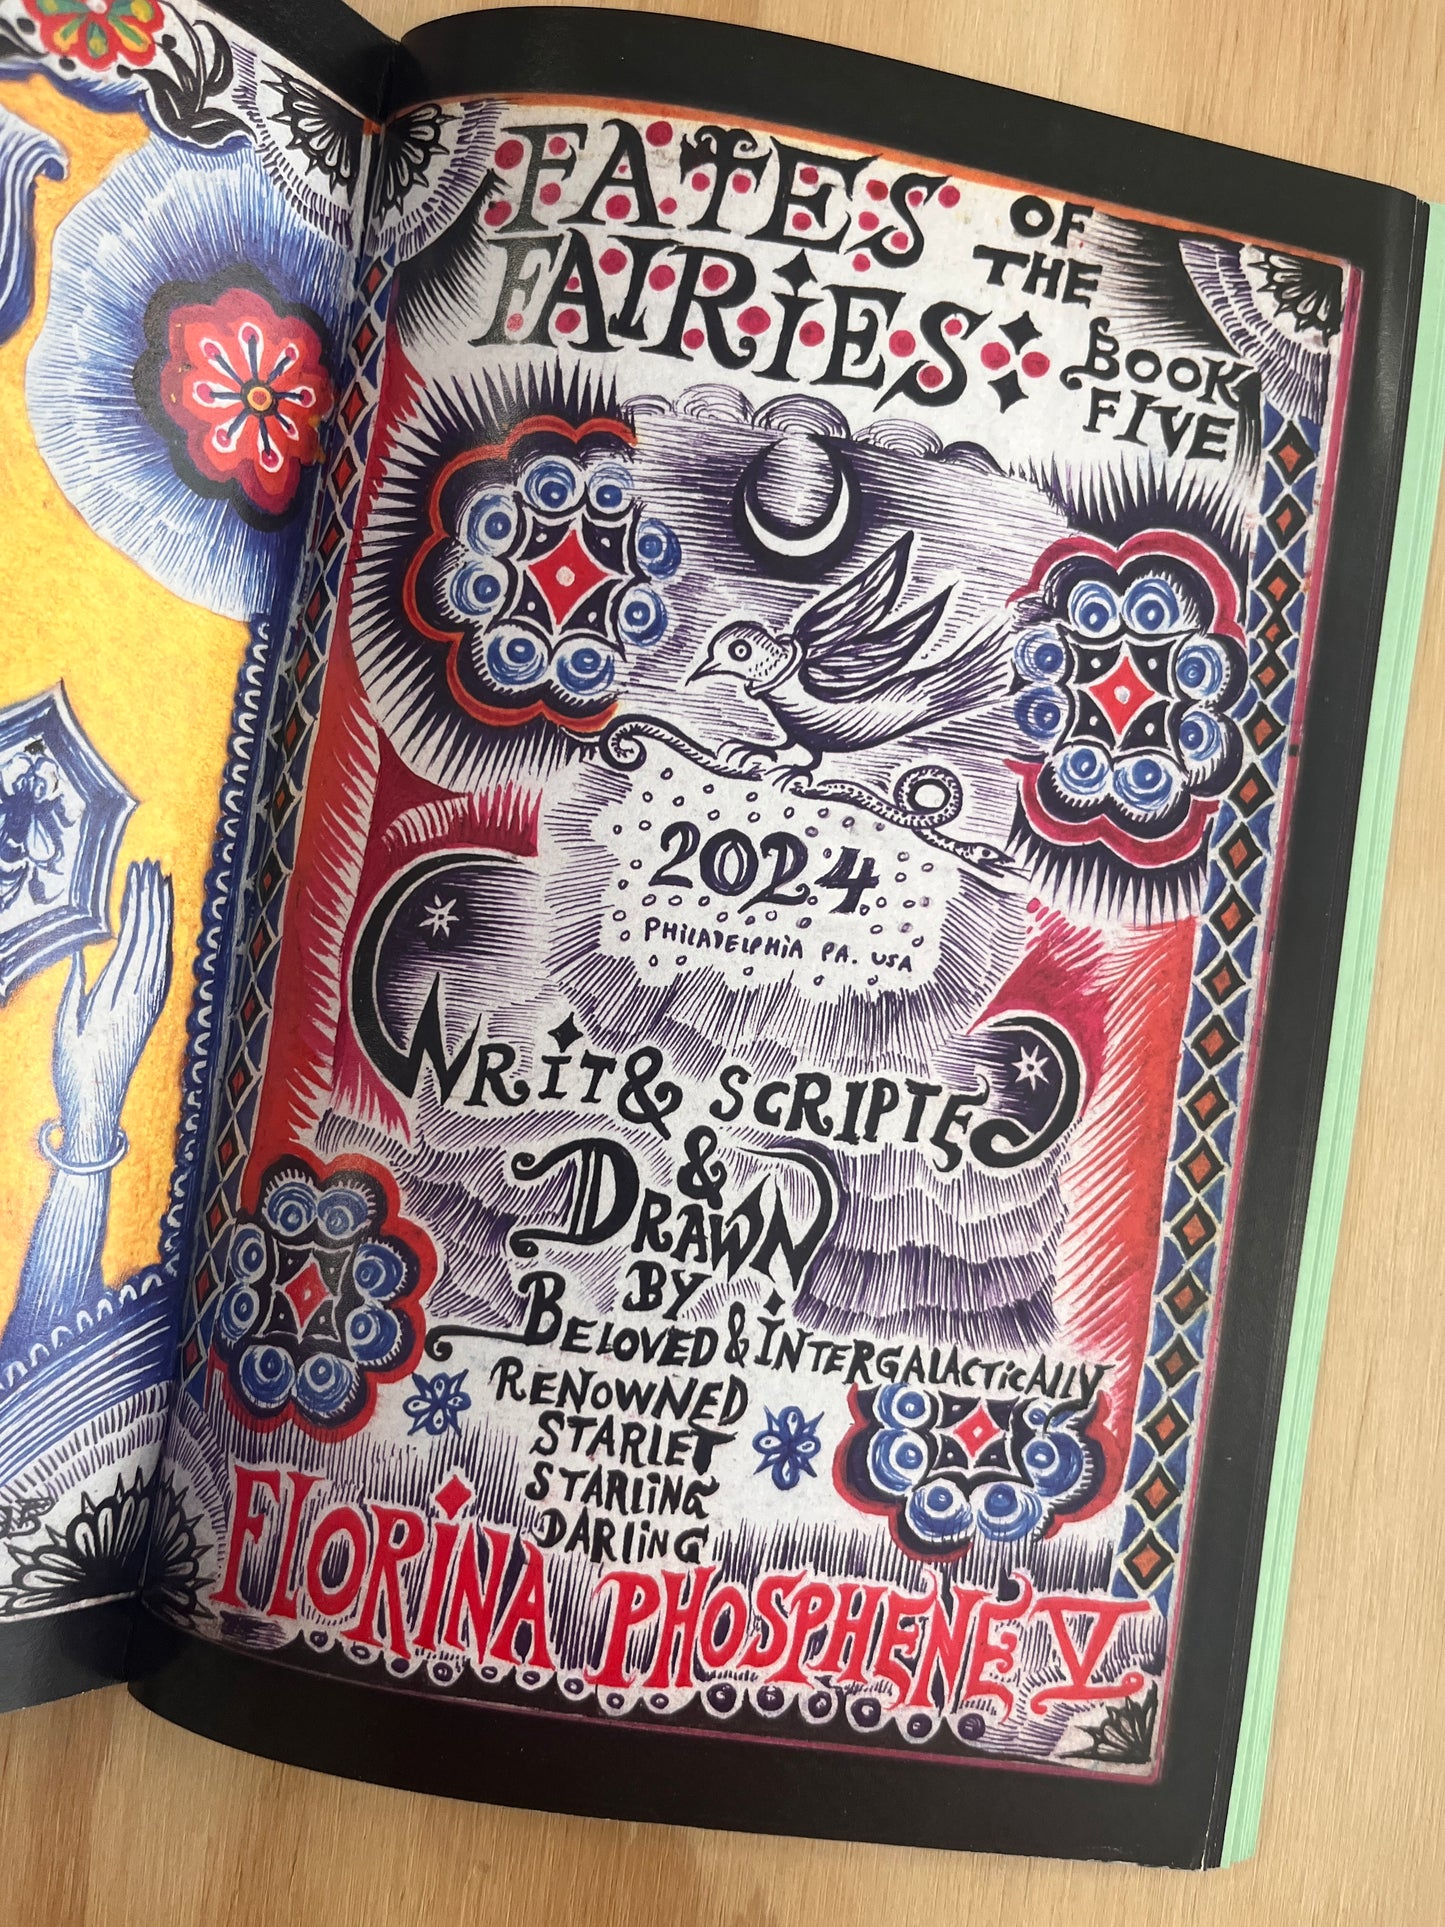 FATES OF
FAIRIES: THE
BOOK
FIVE
2024
PHILADELPHIA PA. USA
WRIT & SCRIPTED
&
DRAWN
BY
BELOVED & INTERGALACTICALLY
RENOWNED
STARLET
STARLING
DARLING
FLORINA PHOSPHENE V.